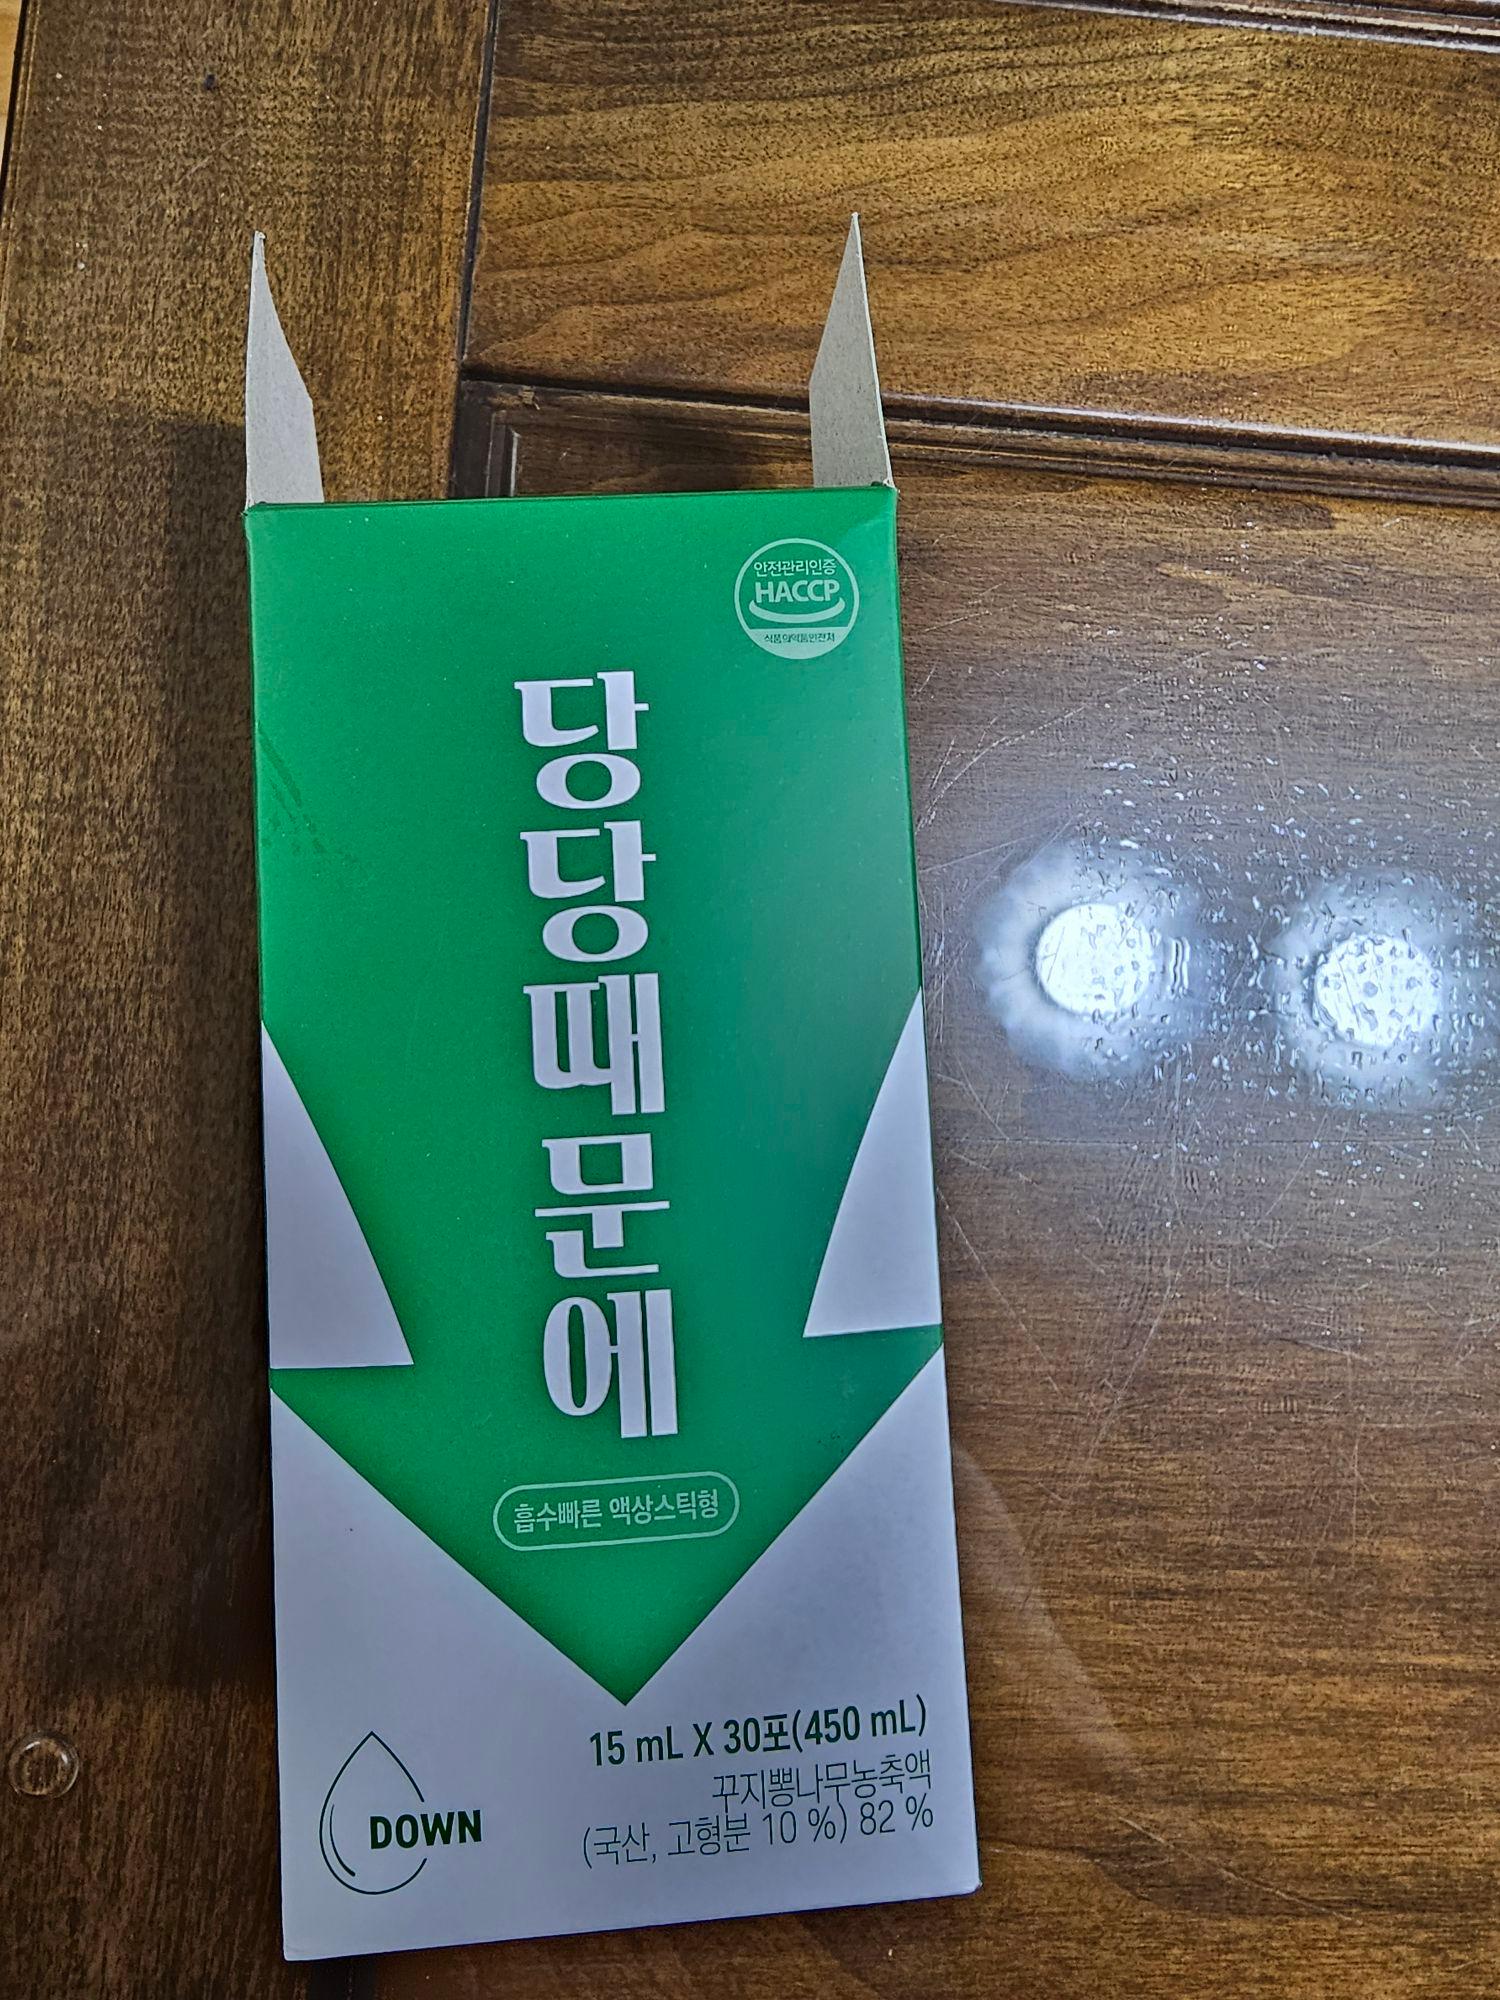 안전관리인증
HACCP
식품의약품안전처
당당때문에
흡수빠른 액상스틱형
15 mL X 30포(450 mL)
꾸지뽕나무농축액
(국산, 고형분 10 %) 82 %
DOWN